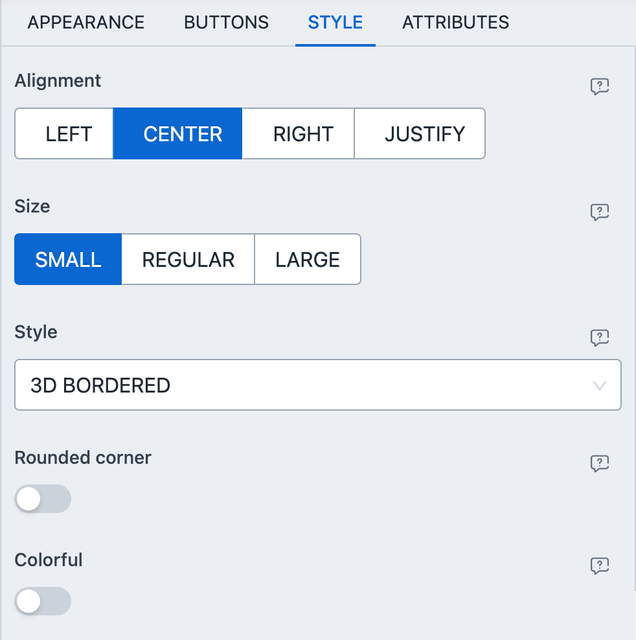 APPEARANCE BUTTONS STYLE ATTRIBUTES
Alignment
LEFT CENTER RIGHT JUSTIFY
Size
SMALL REGULAR LARGE
Style
3D BORDERED
Rounded corner
Colorful